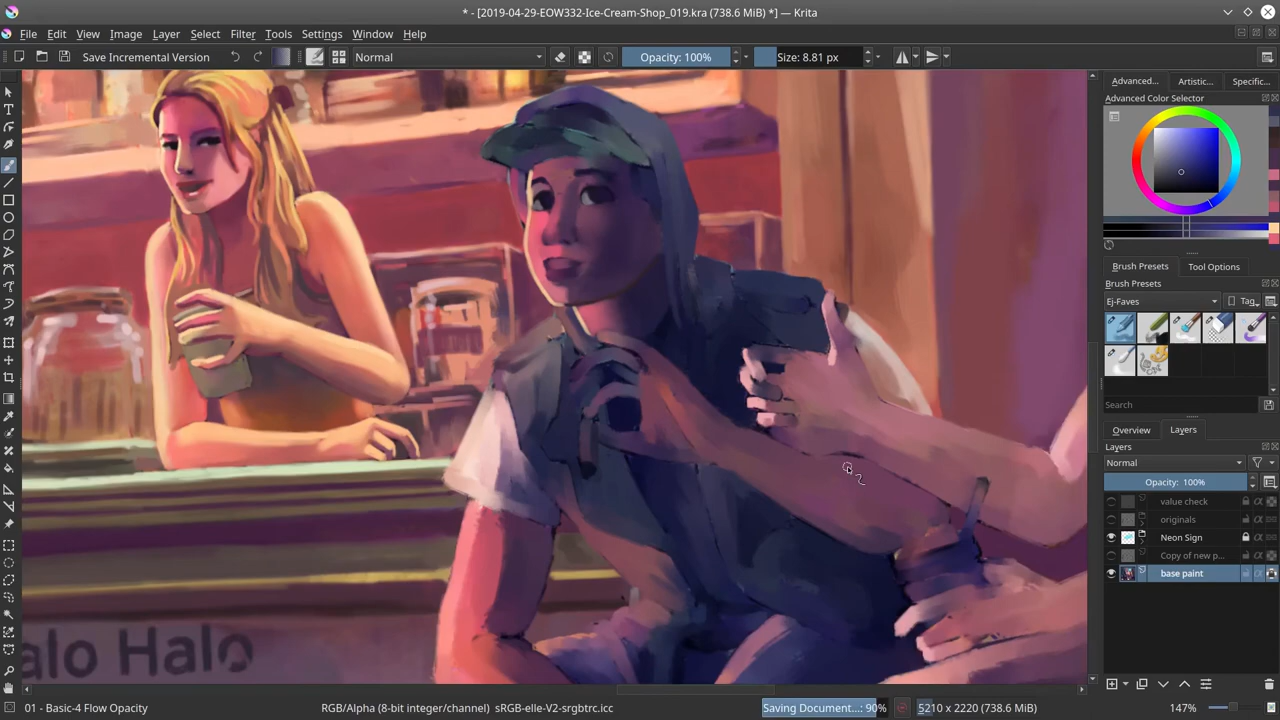 * - [2019-04-29-EOW332-Ice-Cream-Shop_019.kra (738.6 MiB) *] — Krita
File Edit View Image Layer Select Filter Tools Settings Window Help
Save Incremental Version Normal Opacity: 100% Size: 8.81 px
Advanced... Artistic... Specific...
Advanced Color Selector
Brush Presets Tool Options
Brush Presets
Ej-Faves Tag
Search
Overview Layers
Layers
Normal
Opacity: 100%
value check
originals
Neon Sign
Copy of new p...
base paint
alo Halo
01 - Basic-4 Flow Opacity RGB/Alpha (8-bit integer/channel) sRGB-elle-V2-srgbtrc.icc Saving Document...: 90% 5210 x 2220 (738.6 MiB) 147%